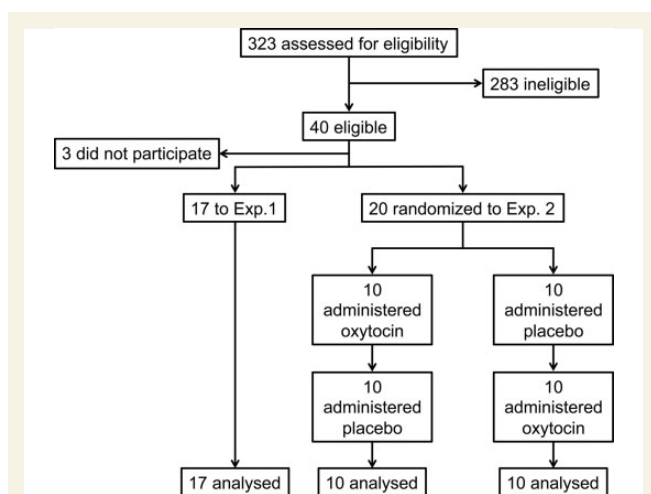 323 assessed for eligibility
283 ineligible
40 eligible
3 did not participate
17 to Exp.1
20 randomized to Exp. 2
10
administered
oxytocin
10
administered
placebo
10
administered
placebo
10
administered
oxytocin
17 analysed
10 analysed
10 analysed